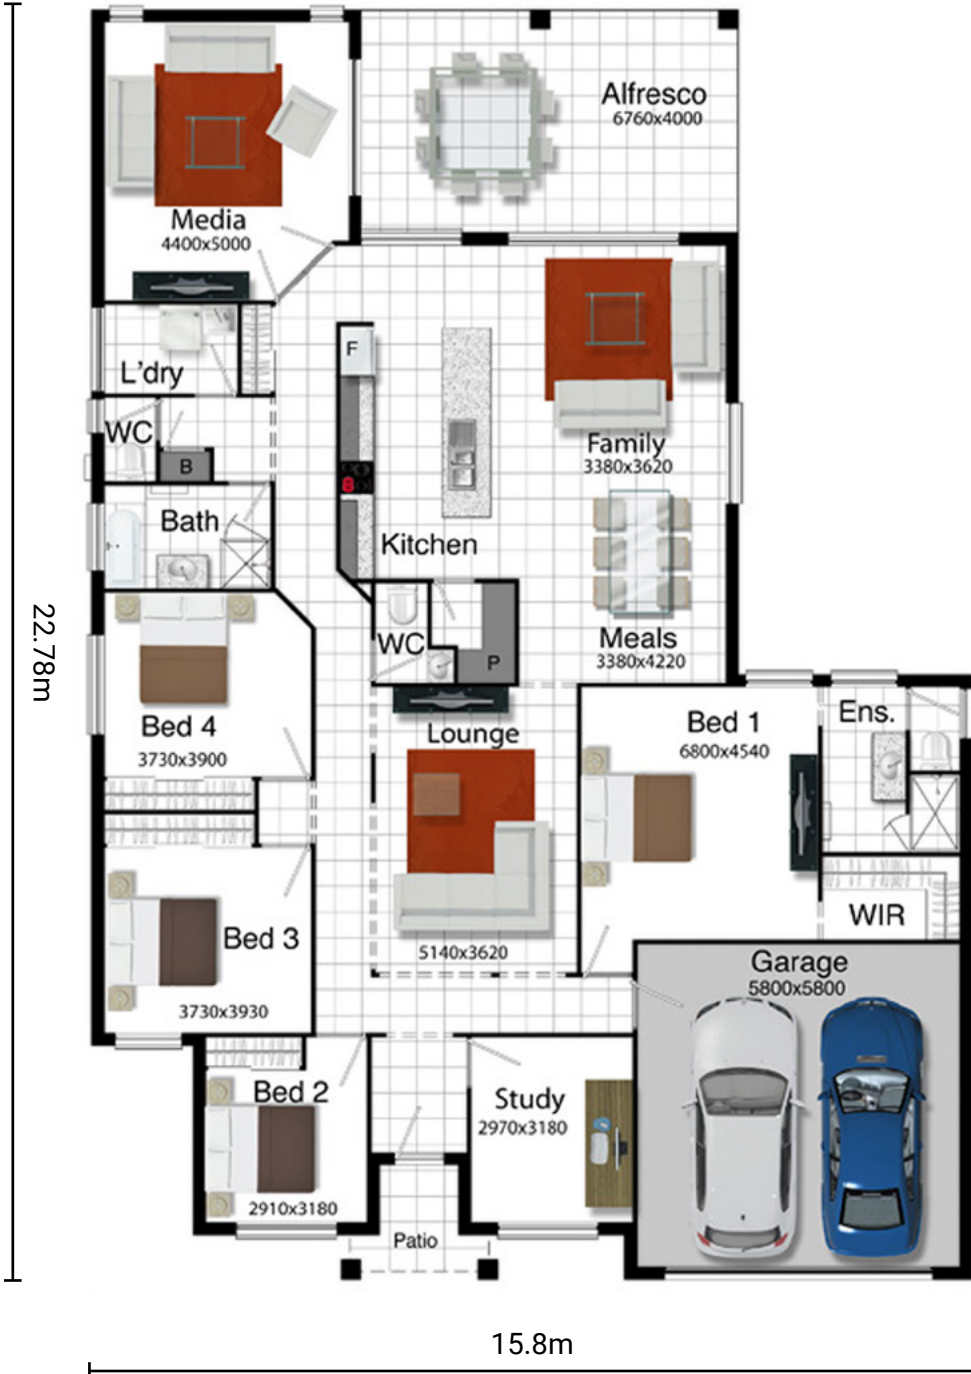 Alfresco
6760x4000
Media
4400x5000
F
L'dry
WC
B
Family
3380x3620
8
Bath
Kitchen
WC
P
Meals
3380x4220
22.78m
Bed 4
3730x3900
Lounge
5140x3620
Bed 1
6800x4540
Ens.
WIR
Bed 3
3730x3930
Garage
5800x5800
Bed 2
2910x3180
Study
2970x3180
Patio
15.8m